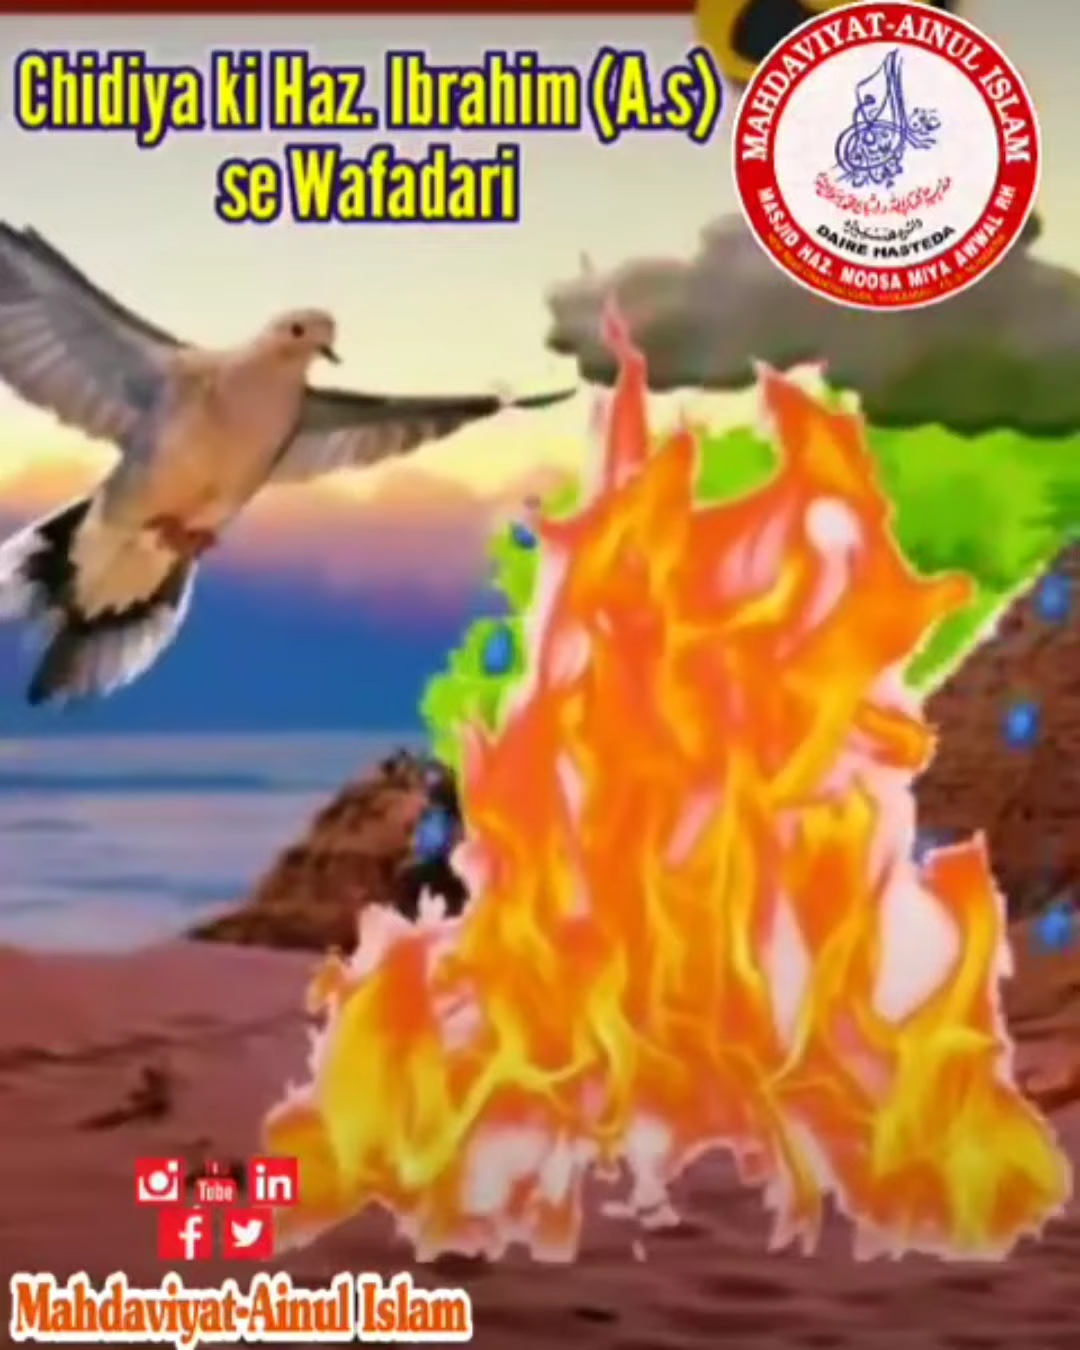 Chidiya ki Haz. Ibrahim (A.s)
se Wafadari
MAHDAVIYAT-AINUL ISLAM
DAIRE HASTEDA
MASJID HAZ. MOOSA MIYA ANWAL RH
Tube
in
Mahdaviyat-Ainul Islam